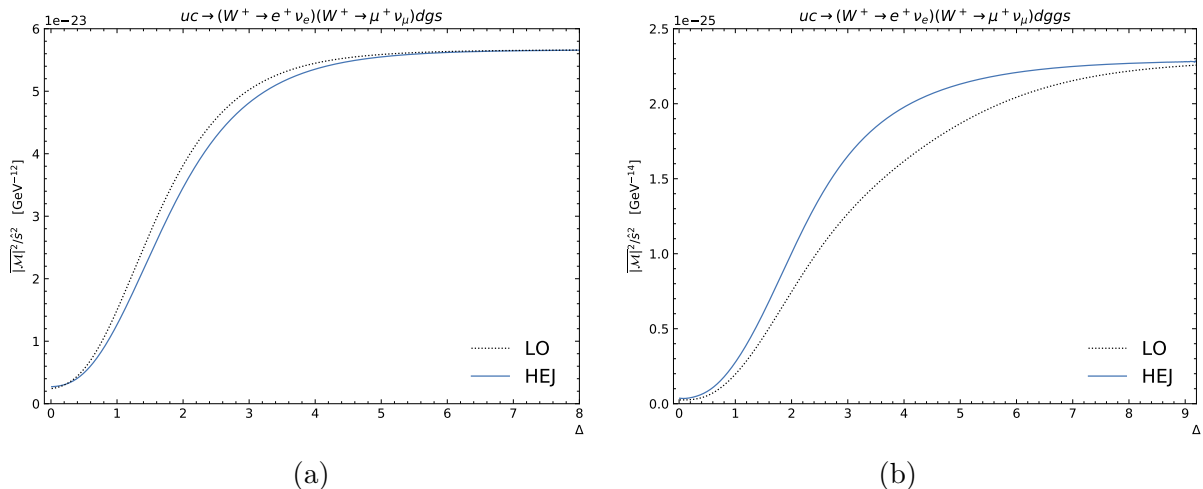 1e−23
uc→(W⁺→e⁺νₑ)(W⁺→μ⁺ν_μ)dgs
6
5
4
3
2
1
0
|M|²/ŝ² [GeV⁻¹²]
LO
HEJ
0 1 2 3 4 5 6 7 8
Δ
(a)
1e−25
uc→(W⁺→e⁺νₑ)(W⁺→μ⁺ν_μ)dggs
2.5
2.0
1.5
1.0
0.5
0.0
|M|²/ŝ² [GeV⁻¹⁴]
LO
HEJ
0 1 2 3 4 5 6 7 8 9
Δ
(b)